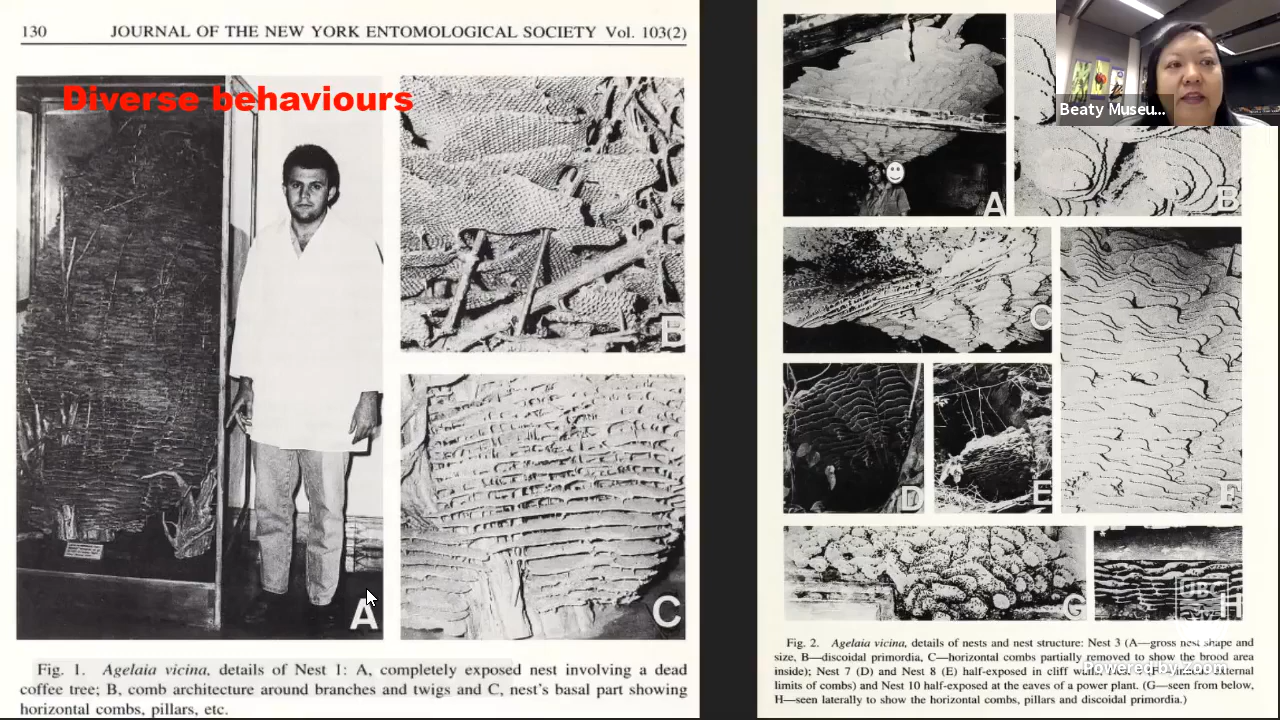 130 JOURNAL OF THE NEW YORK ENTOMOLOGICAL SOCIETY Vol. 103(2)
Diverse behaviours
A
B
C
Fig. 1. Agelaia vicina, details of Nest 1: A, completely exposed nest involving a dead
coffee tree; B, comb architecture around branches and twigs and C, nest's basal part showing
horizontal combs, pillars, etc.
Beaty Museu...
A
B
C
D
E
F
G
H
UBC
Fig. 2. Agelaia vicina, details of nests and nest structure: Nest 3 (A—gross nest shape and
size, B—discoidal primordia, C—horizontal combs partially removed to show the brood area
inside); Nest 7 (D) and Nest 8 (E) half-exposed in cliff external
limits of combs) and Nest 10 half-exposed at the eaves of a power plant. (G—seen from below,
H—seen laterally to show the horizontal combs, pillars and discoidal primordia.)
Powered by Zoom